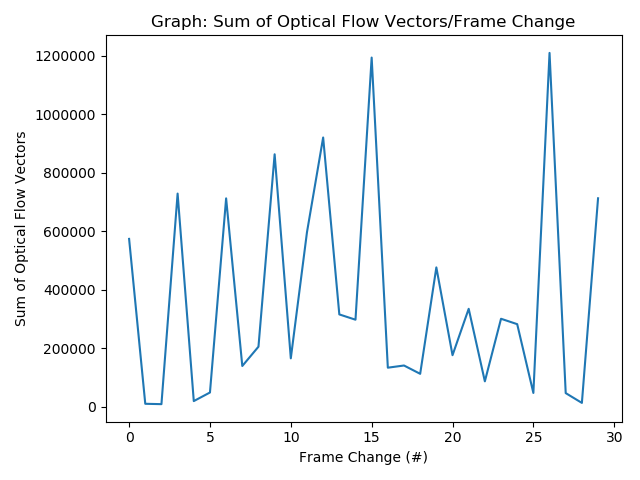 Graph: Sum of Optical Flow Vectors/Frame Change
Sum of Optical Flow Vectors
1200000
1000000
800000
600000
400000
200000
0
0 5 10 15 20 25 30
Frame Change (#)